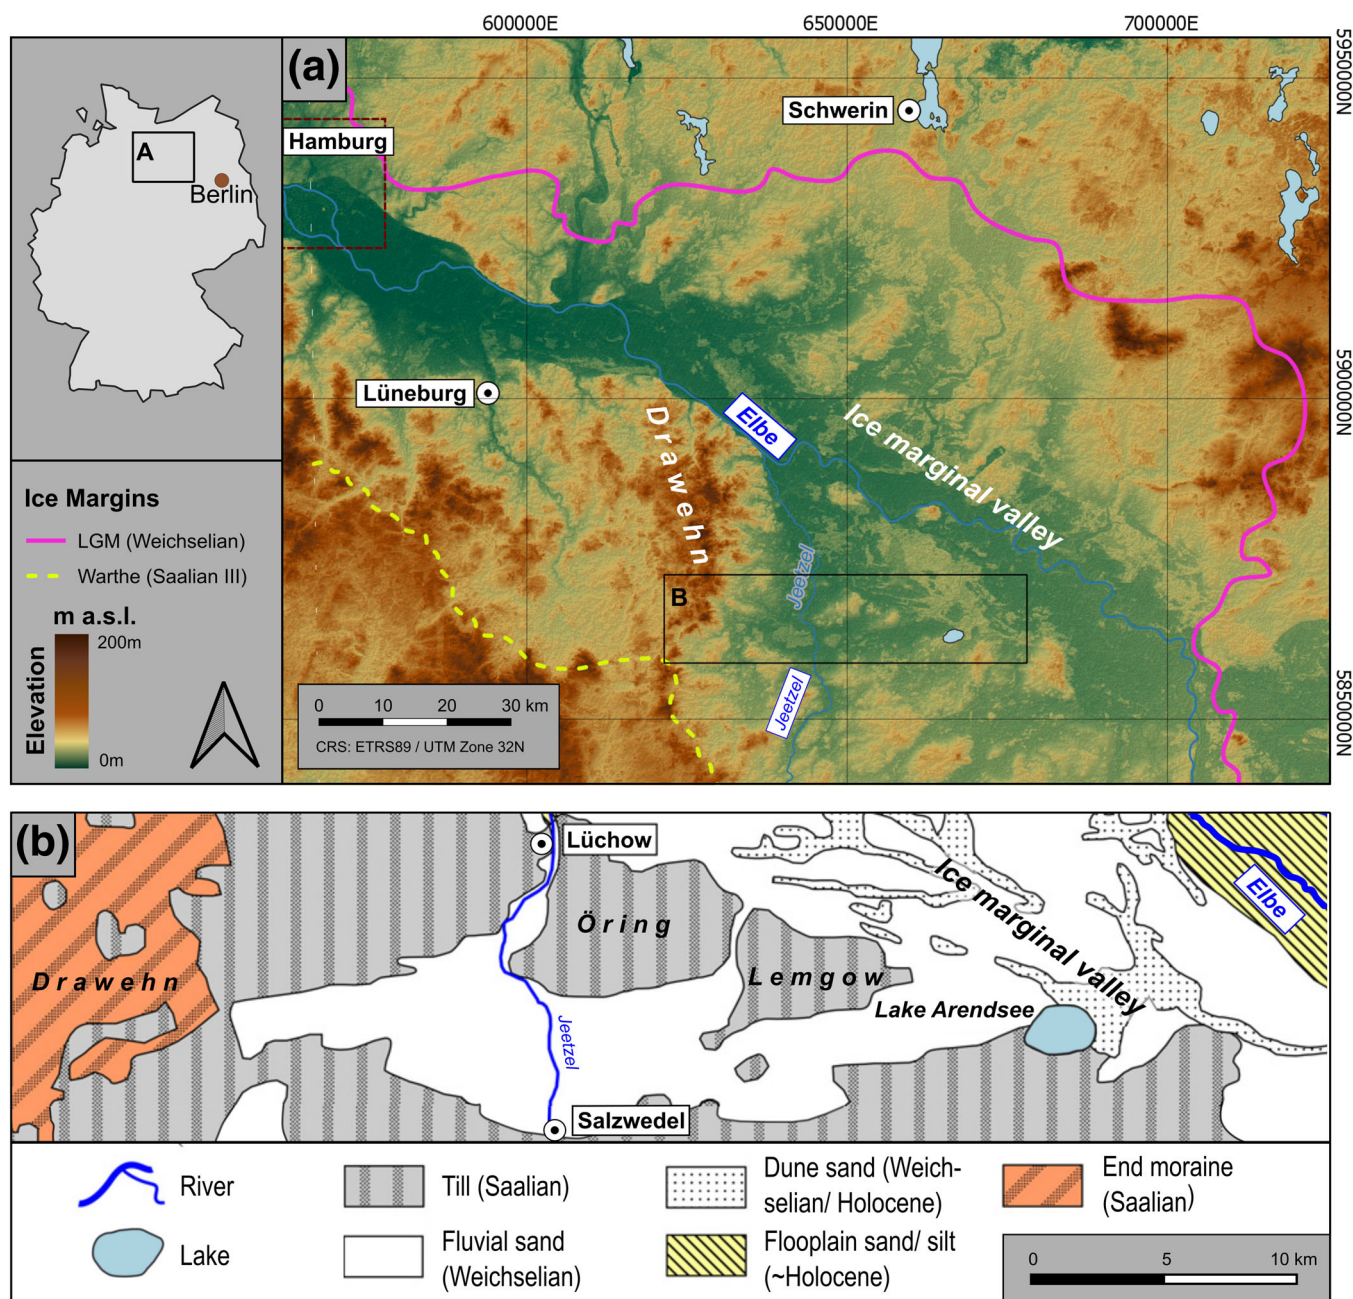 600000E
650000E
700000E
(a)
5950000N
5900000N
5850000N
A
Berlin
Hamburg
Schwerin
Lüneburg
Drawehn
Elbe
Ice marginal valley
Jeetzel
B
Jeetzel
Ice Margins
LGM (Weichselian)
Warthe (Saalian III)
m a.s.l.
200m
Elevation
0m
0 10 20 30 km
CRS: ETRS89 / UTM Zone 32N
(b)
Lüchow
Öring
Ice marginal valley
Elbe
Drawehn
Lemgow
Lake Arendsee
Jeetzel
Salzwedel
River
Till (Saalian)
Dune sand (Weich-
selian/ Holocene)
End moraine
(Saalian)
Lake
Fluvial sand
(Weichselian)
Flooplain sand/ silt
(~Holocene)
0 5 10 km